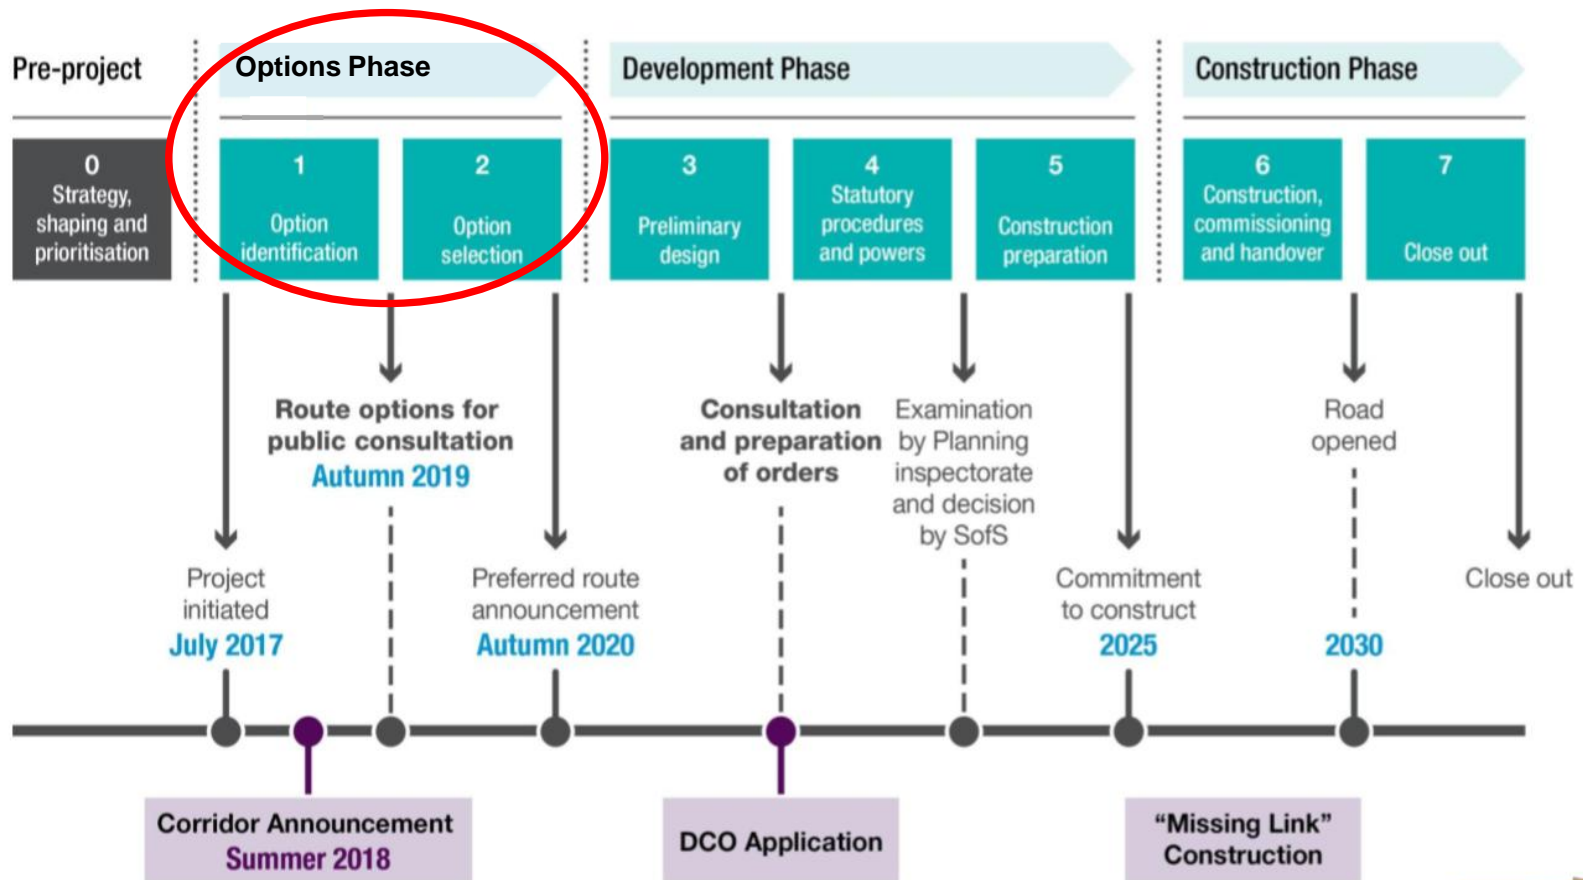 Pre-project
Options Phase
Development Phase
Construction Phase
0
Strategy,
shaping and
prioritisation
1
Option
identification
2
Option
selection
3
Preliminary
design
4
Statutory
procedures
and powers
5
Construction
preparation
6
Construction,
commissioning
and handover
7
Close out
Route options for
public consultation
Autumn 2019
Consultation
and preparation
of orders
Examination
by Planning
inspectorate
and decision
by SofS
Road
opened
Project
initiated
July 2017
Preferred route
announcement
Autumn 2020
Commitment
to construct
2025
2030
Close out
Corridor Announcement
Summer 2018
DCO Application
“Missing Link”
Construction